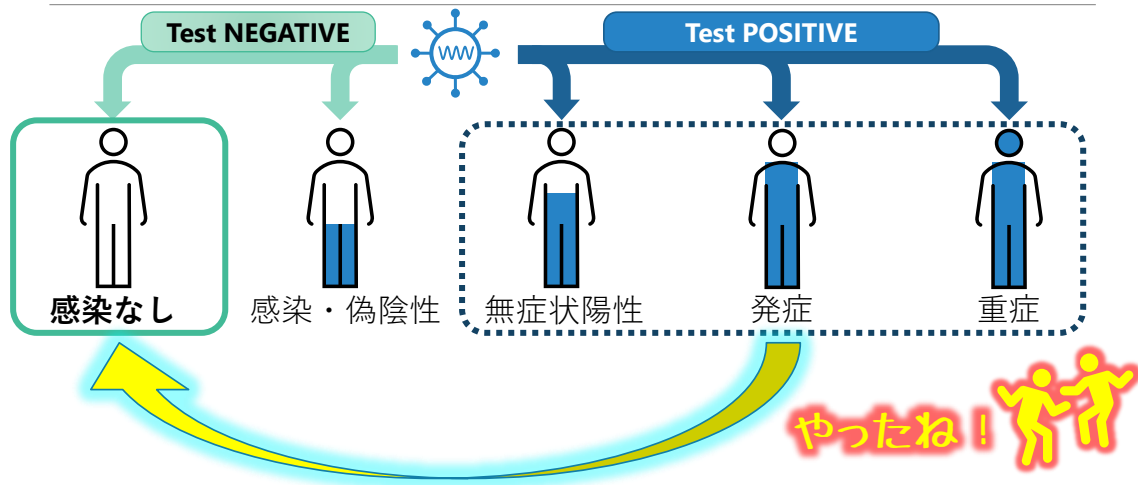 Test NEGATIVE
Test POSITIVE
感染なし
感染・偽陰性
無症状陽性
発症
重症
やったね！